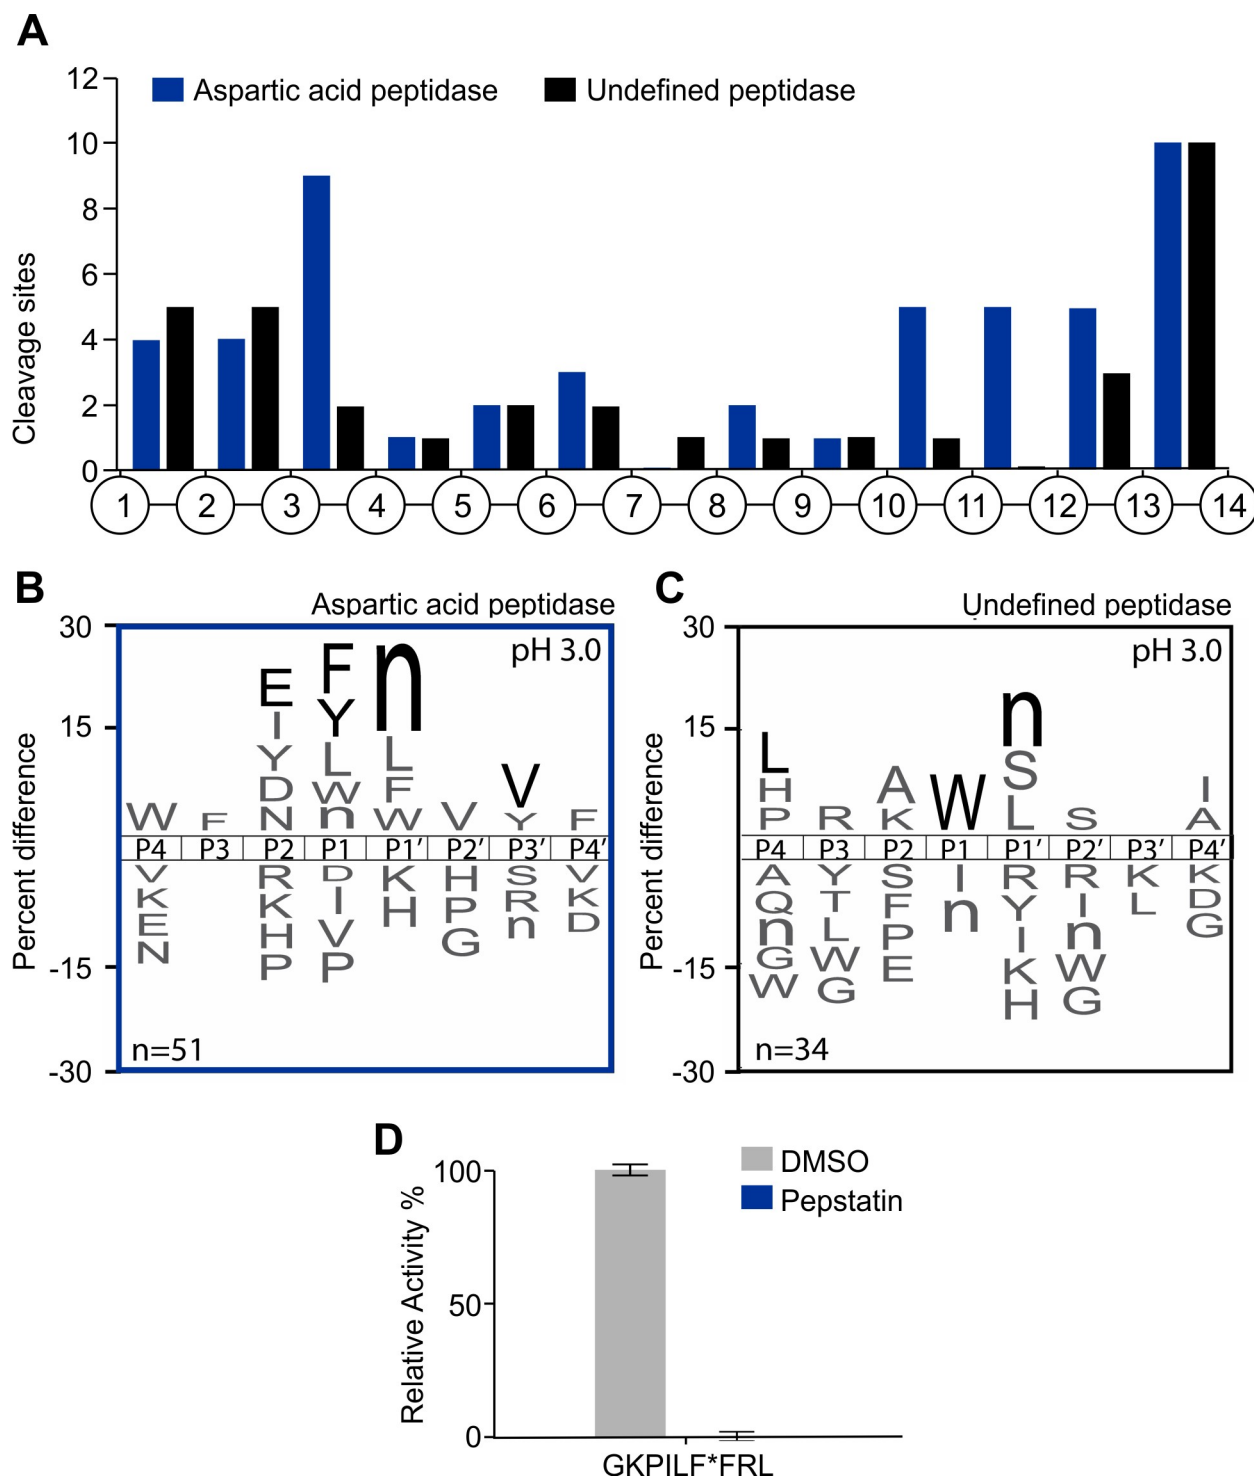 A
12
10
8
6
4
2
0
Cleavage sites
Aspartic acid peptidase
Undefined peptidase
1 2 3 4 5 6 7 8 9 10 11 12 13 14
B
Aspartic acid peptidase
30
15
-15
-30
Percent difference
pH 3.0
W
F
E I Y D N
F Y L W n
n L F W
V
V Y
F
P4 P3 P2 P1 P1′ P2′ P3′ P4′
V K E N
R K H P
D I V P
K H
H P G
S R n
V K D
n=51
C
Undefined peptidase
30
15
-15
-30
Percent difference
pH 3.0
L H P
R
A K
W
n S L
S
I A
P4 P3 P2 P1 P1′ P2′ P3′ P4′
A Q n G W
Y T L W G
S F P E
I n
R Y I K H
R I n W G
K L
K D G
n=34
D
100
50
0
Relative Activity %
DMSO
Pepstatin
GKPILF*FRL